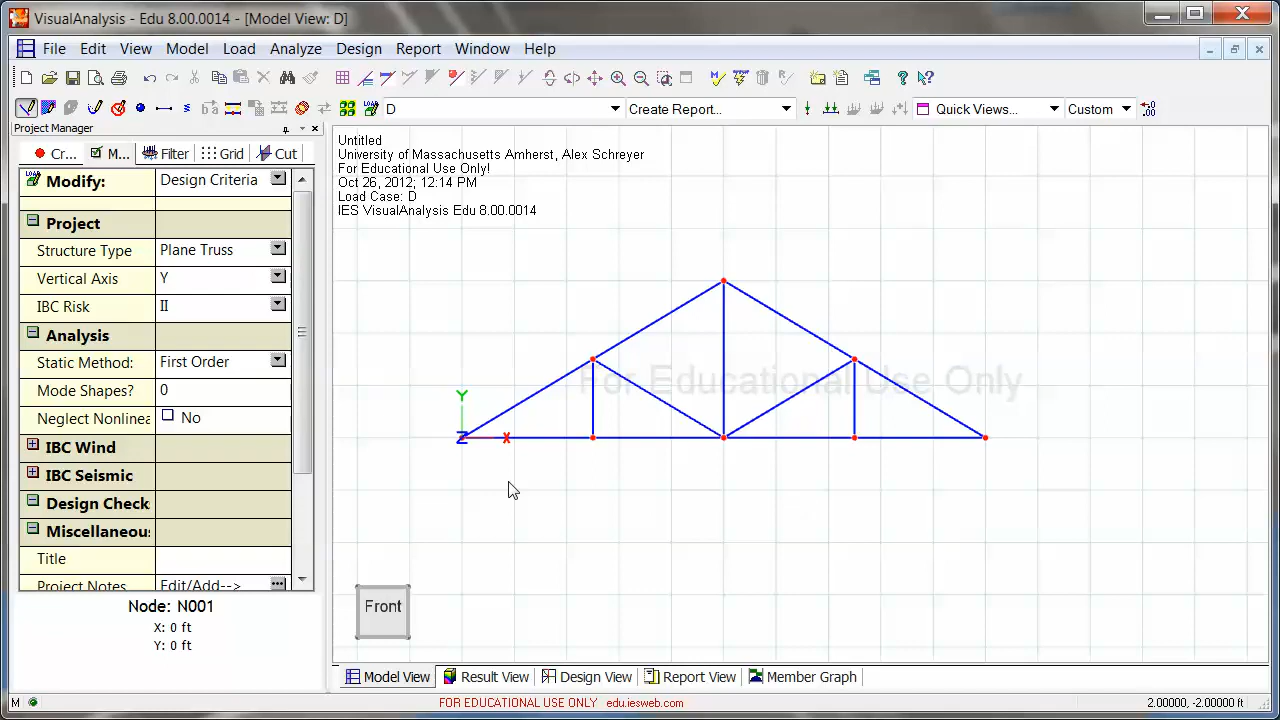 VisualAnalysis - Edu 8.00.0014 - [Model View: D]
File Edit View Model Load Analyze Design Report Window Help
D Create Report... Quick Views... Custom
Project Manager
Cr... M... Filter Grid Cut
Modify: Design Criteria
Project
Structure Type Plane Truss
Vertical Axis Y
IBC Risk II
Analysis
Static Method: First Order
Mode Shapes? 0
Neglect Nonlinea No
IBC Wind
IBC Seismic
Design Check
Miscellaneou
Title
Project Notes Edit/Add-->
Node: N001
X: 0 ft
Y: 0 ft
Untitled
University of Massachusetts Amherst, Alex Schreyer
For Educational Use Only!
Oct 26, 2012; 12:14 PM
Load Case: D
IES VisualAnalysis Edu 8.00.0014
For Educational Use Only
Y
Z X
Front
Model View Result View Design View Report View Member Graph
M FOR EDUCATIONAL USE ONLY edu.iesweb.com 2.00000, -2.00000 ft